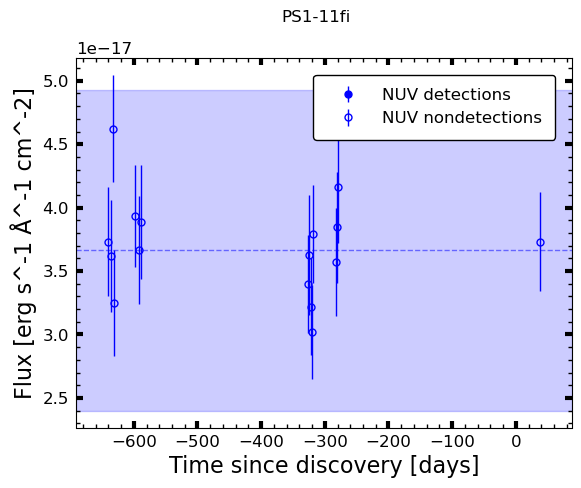 PS1-11fi
1e−17
NUV detections
NUV nondetections
5.0
4.5
4.0
3.5
3.0
2.5
Flux [erg s^-1 Å^-1 cm^-2]
−600 −500 −400 −300 −200 −100 0
Time since discovery [days]